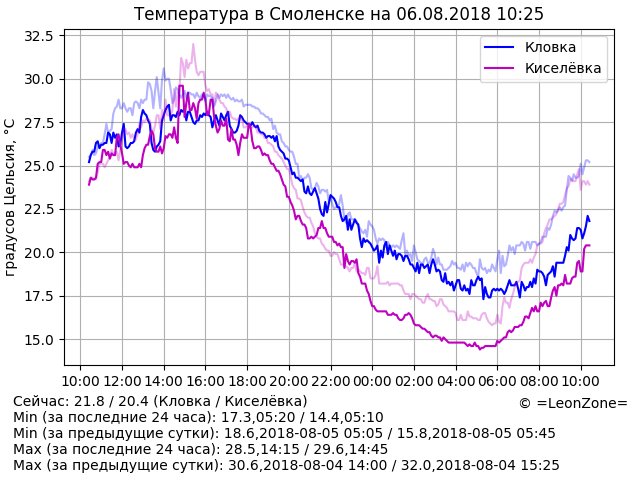 Температура в Смоленске на 06.08.2018 10:25
градусов Цельсия, °C
32.5
30.0
27.5
25.0
22.5
20.0
17.5
15.0
Кловка
Киселёвка
10:00 12:00 14:00 16:00 18:00 20:00 22:00 00:00 02:00 04:00 06:00 08:00 10:00
Сейчас: 21.8 / 20.4 (Кловка / Киселёвка)
© =LeonZone=
Min (за последние 24 часа): 17.3,05:20 / 14.4,05:10
Min (за предыдущие сутки): 18.6,2018-08-05 05:05 / 15.8,2018-08-05 05:45
Max (за последние 24 часа): 28.5,14:15 / 29.6,14:45
Max (за предыдущие сутки): 30.6,2018-08-04 14:00 / 32.0,2018-08-04 15:25